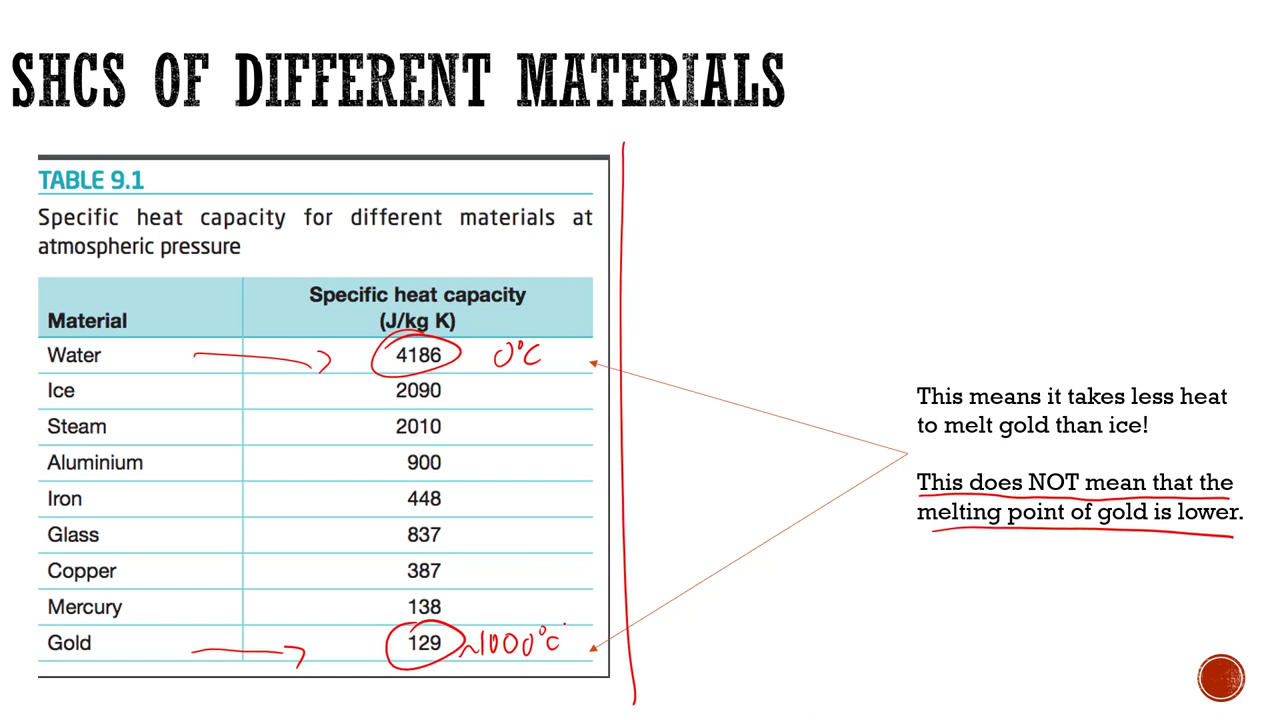 SHCS OF DIFFERENT MATERIALS
TABLE 9.1
Specific heat capacity for different materials at
atmospheric pressure
Specific heat capacity
Material (J/kg K)
Water 4186 0°C
Ice 2090
Steam 2010
Aluminium 900
Iron 448
Glass 837
Copper 387
Mercury 138
Gold 129 ~1000°C
This means it takes less heat
to melt gold than ice!
This does NOT mean that the
melting point of gold is lower.